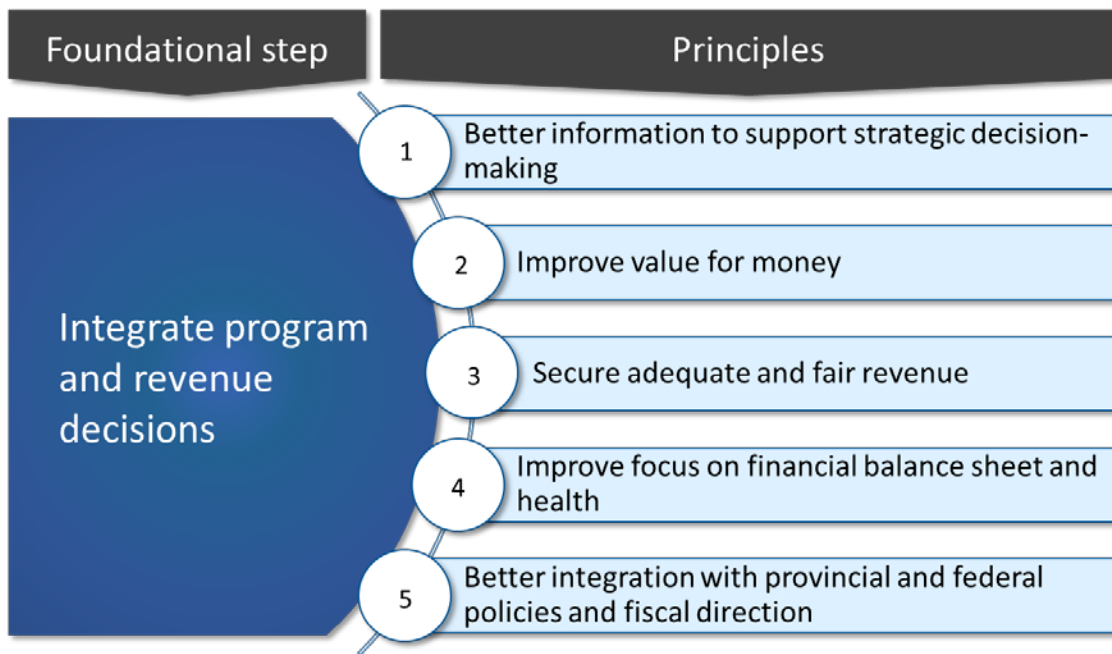 Foundational step
Principles
Integrate program
and revenue
decisions
1
Better information to support strategic decision-
making
2
Improve value for money
3
Secure adequate and fair revenue
4
Improve focus on financial balance sheet and
health
5
Better integration with provincial and federal
policies and fiscal direction